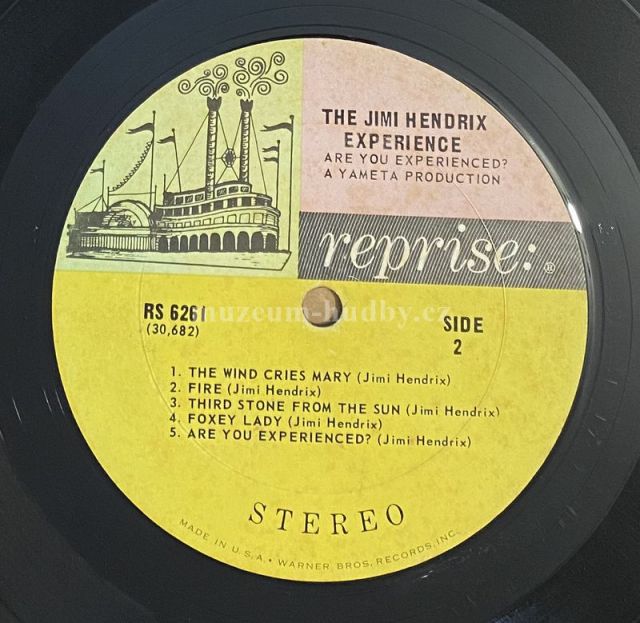 THE JIMI HENDRIX
EXPERIENCE
ARE YOU EXPERIENCED?
A YAMETA PRODUCTION
reprise:®
RS 6261
(30,682)
muzeum-hudby.cz
SIDE
2
1. THE WIND CRIES MARY (Jimi Hendrix)
2. FIRE (Jimi Hendrix)
3. THIRD STONE FROM THE SUN (Jimi Hendrix)
4. FOXEY LADY (Jimi Hendrix)
5. ARE YOU EXPERIENCED? (Jimi Hendrix)
STEREO
MADE IN U.S.A. • WARNER BROS. RECORDS, INC.